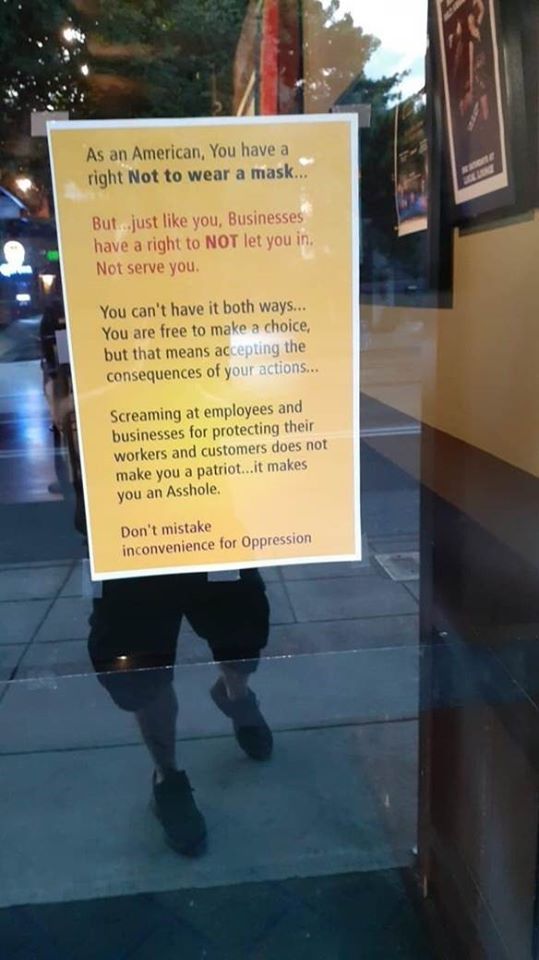 As an American, You have a
right Not to wear a mask...
But...just like you, Businesses
have a right to NOT let you in.
Not serve you.
You can't have it both ways...
You are free to make a choice,
but that means accepting the
consequences of your actions...
Screaming at employees and
businesses for protecting their
workers and customers does not
make you a patriot...it makes
you an Asshole.
Don't mistake
inconvenience for Oppression